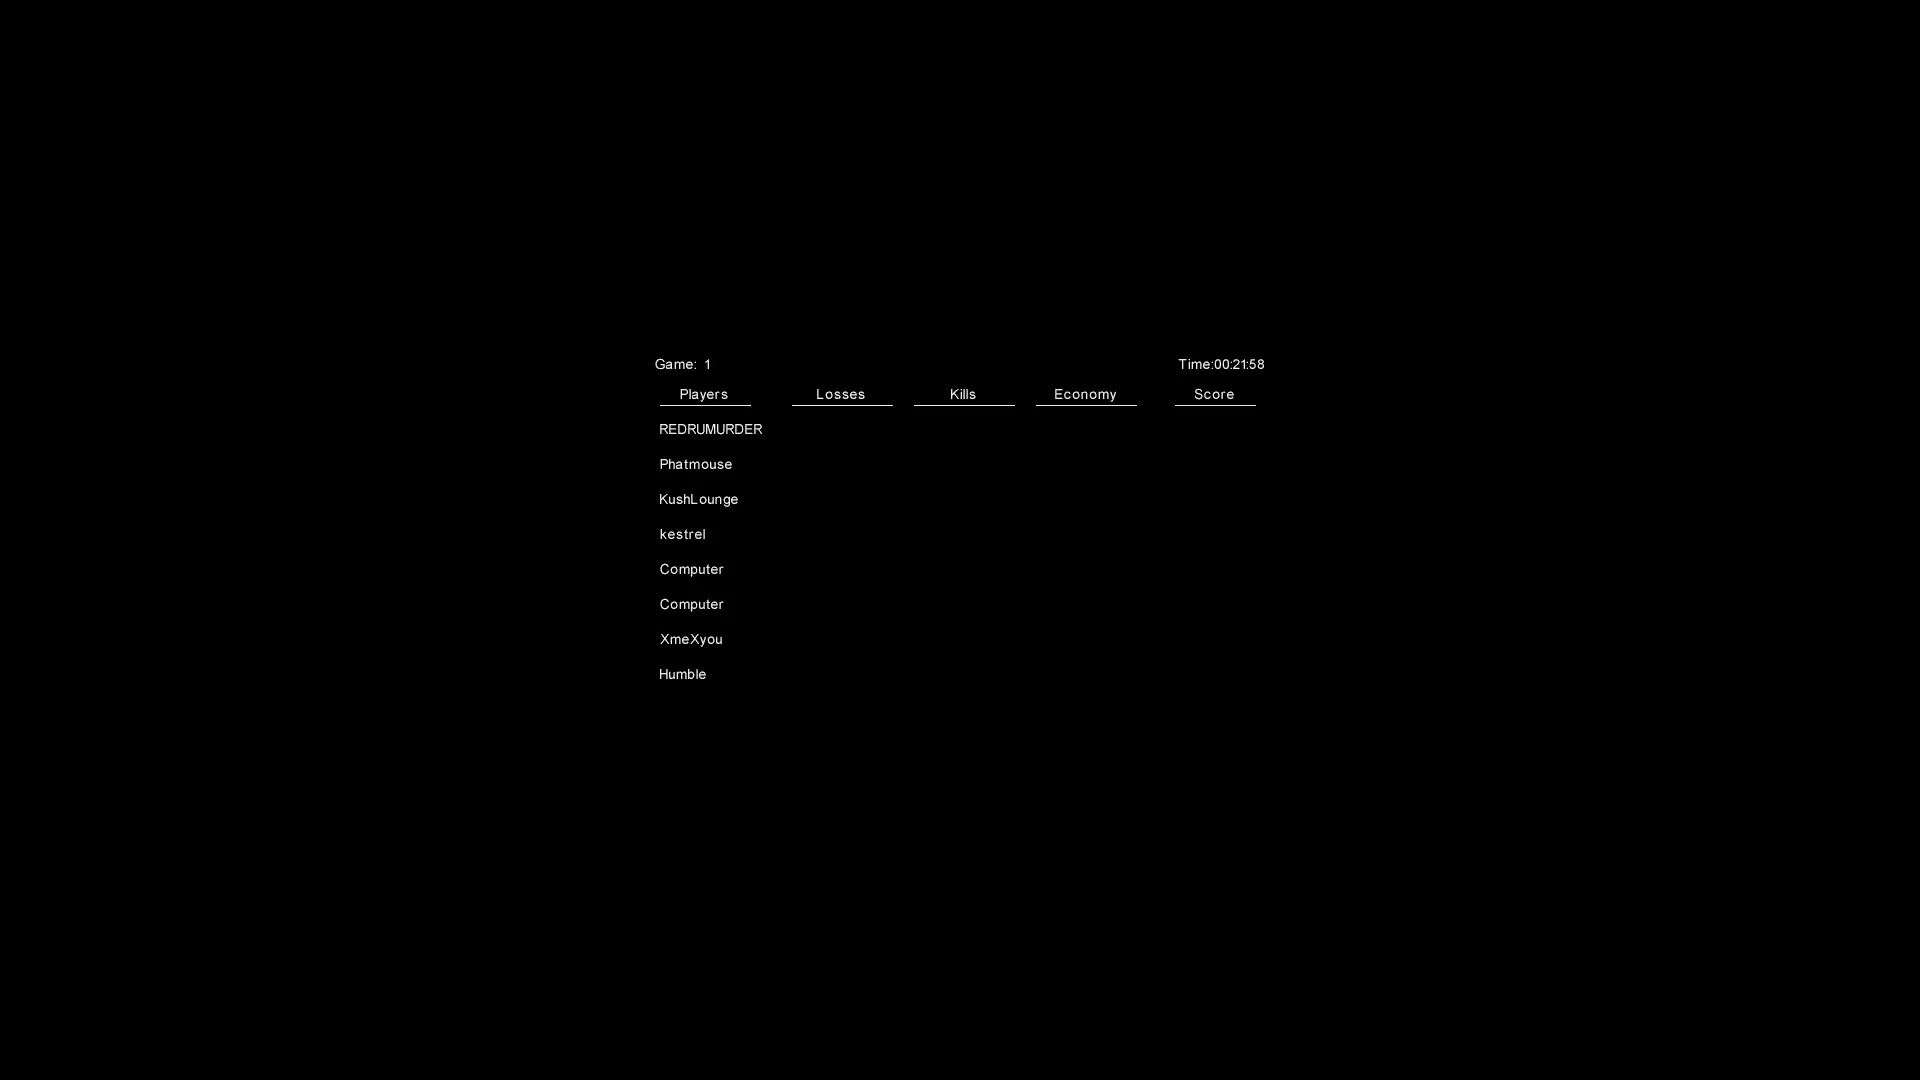 Game: 1 Time:00:21:58
Players Losses Kills Economy Score
REDRUMURDER
Phatmouse
KushLounge
kestrel
Computer
Computer
XmeXyou
Humble